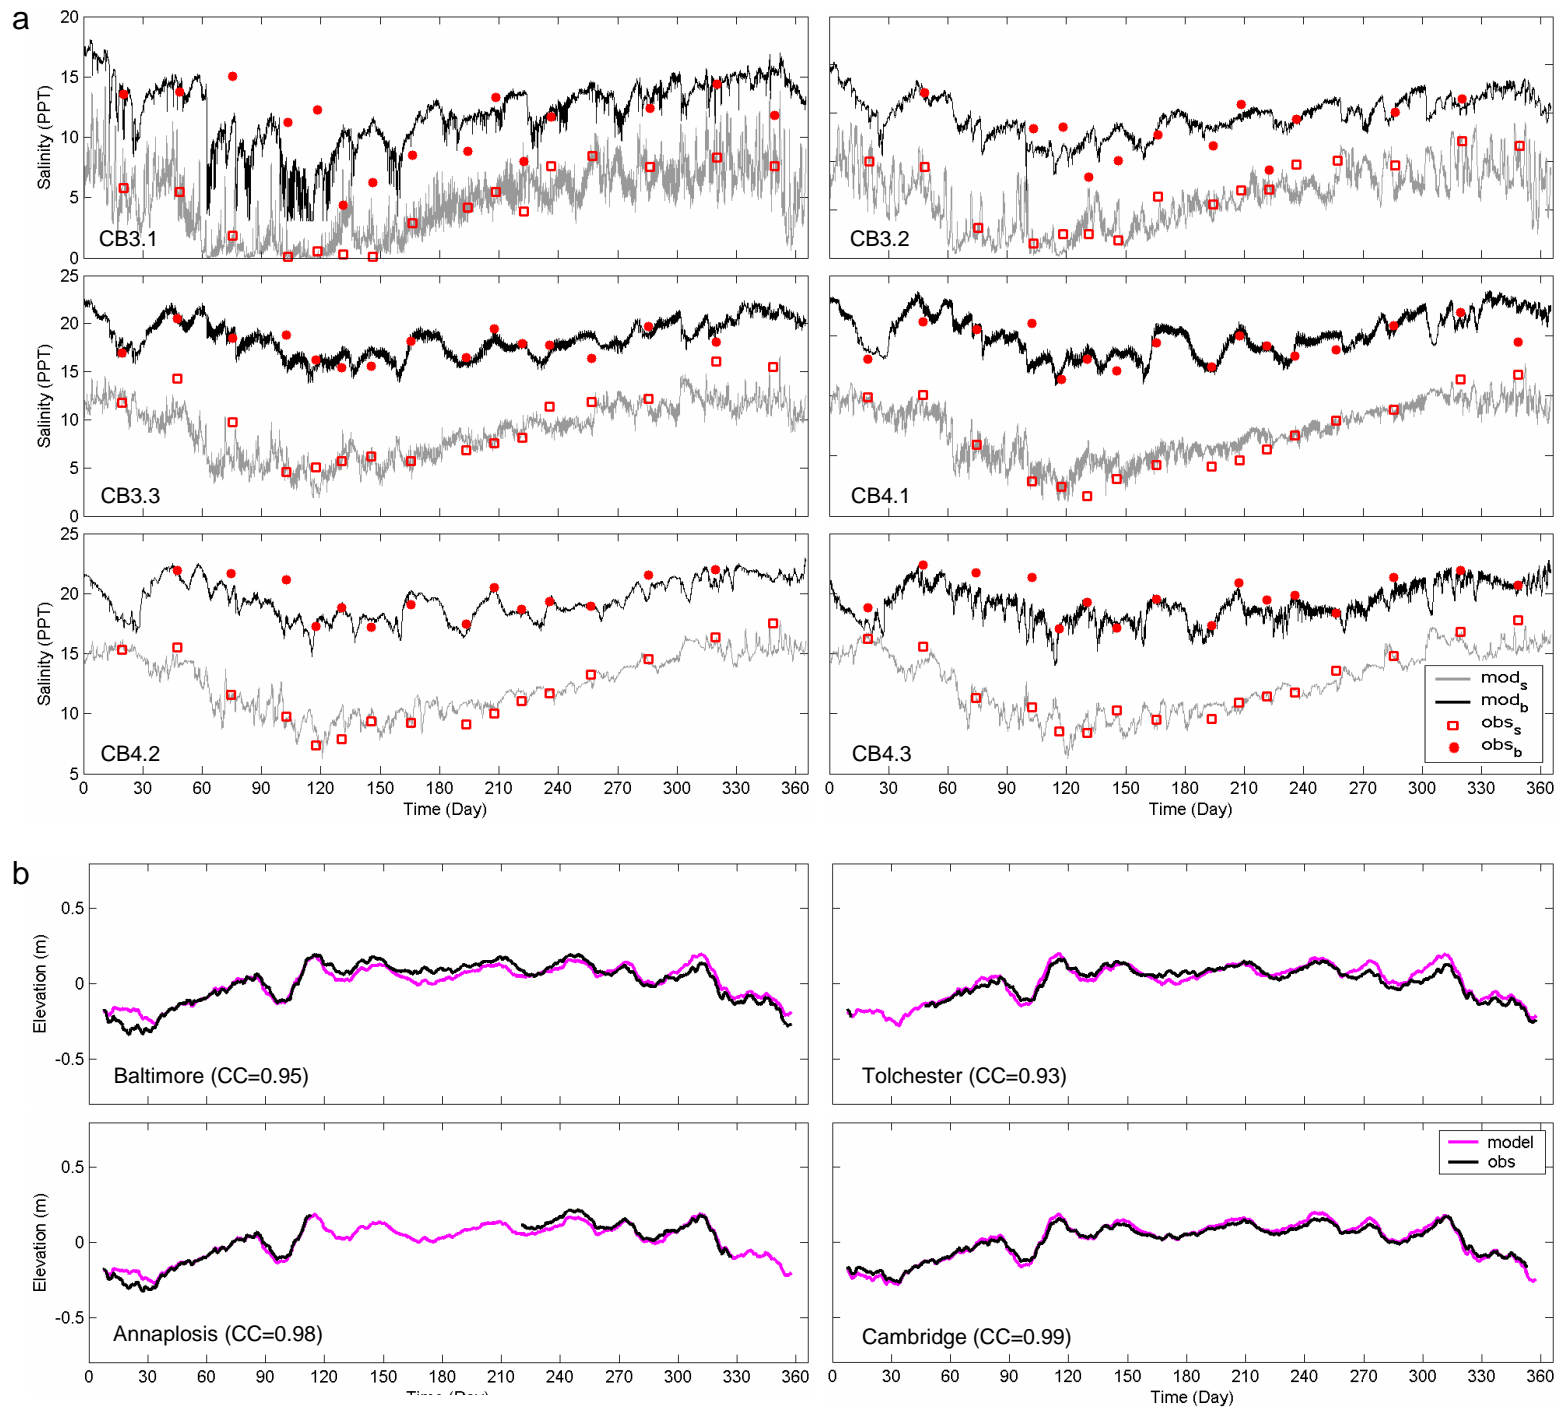 a
20
15
10
5
0
Salinity (PPT)
CB3.1
CB3.2
25
20
15
10
5
0
Salinity (PPT)
CB3.3
CB4.1
25
20
15
10
5
Salinity (PPT)
CB4.2
CB4.3
mod_s
mod_b
obs_s
obs_b
0 30 60 90 120 150 180 210 240 270 300 330 360
Time (Day)
0 30 60 90 120 150 180 210 240 270 300 330 360
Time (Day)
b
0.5
0
-0.5
Elevation (m)
Baltimore (CC=0.95)
Tolchester (CC=0.93)
0.5
0
-0.5
Elevation (m)
Annaplosis (CC=0.98)
Cambridge (CC=0.99)
model
obs
0 30 60 90 120 150 180 210 240 270 300 330 360
Time (Day)
0 30 60 90 120 150 180 210 240 270 300 330 360
Time (Day)